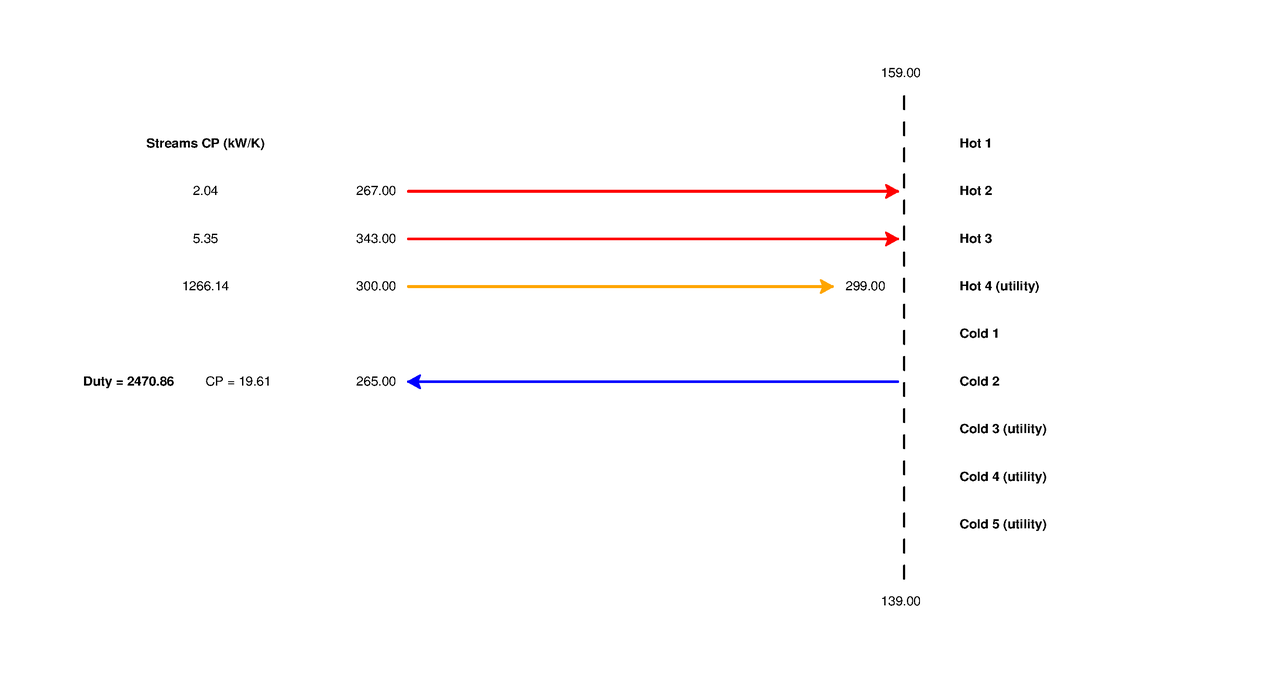 159.00
Streams CP (kW/K) Hot 1
2.04 267.00 Hot 2
5.35 343.00 Hot 3
1266.14 300.00 299.00 Hot 4 (utility)
Cold 1
Duty = 2470.86 CP = 19.61 265.00 Cold 2
Cold 3 (utility)
Cold 4 (utility)
Cold 5 (utility)
139.00